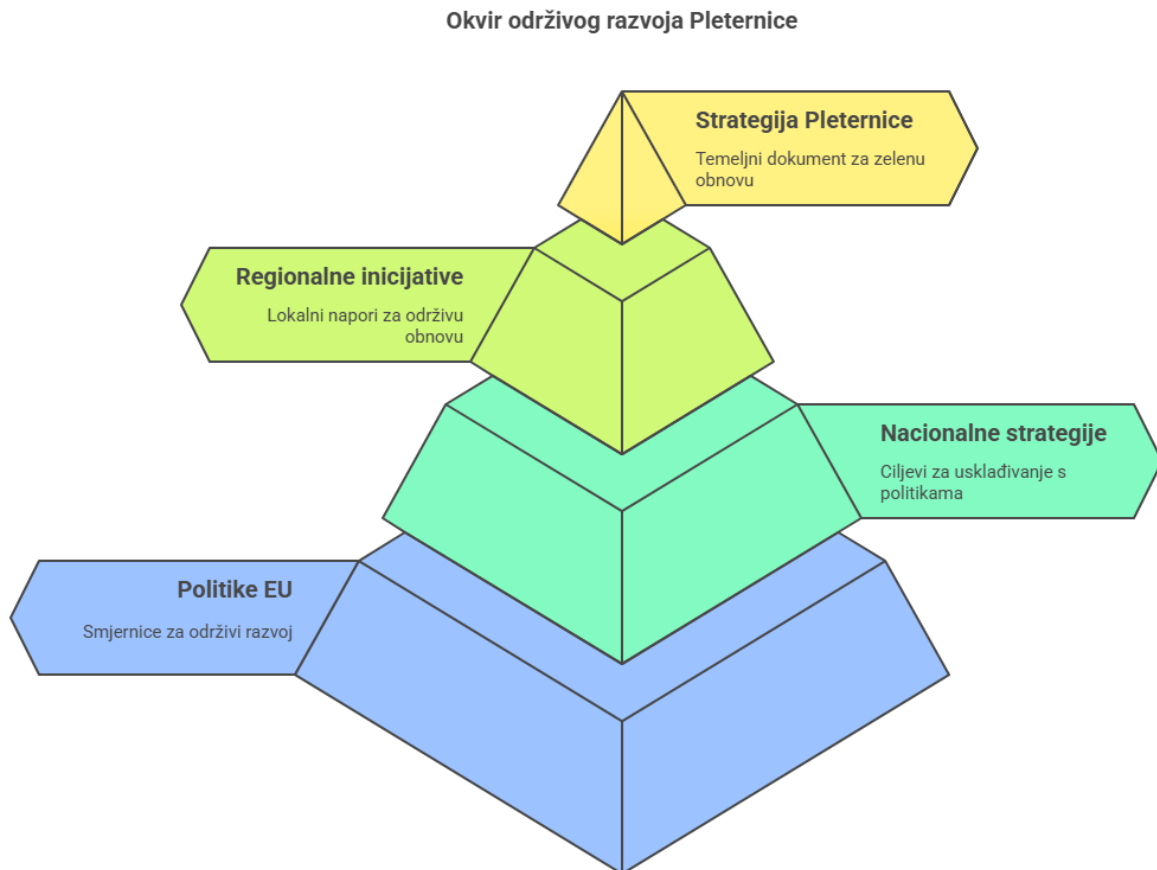 Okvir održivog razvoja Pleternice
Strategija Pleternice
Temeljni dokument za zelenu
obnovu
Regionalne inicijative
Lokalni napori za održivu
obnovu
Nacionalne strategije
Ciljevi za usklađivanje s
politikama
Politike EU
Smjernice za održivi razvoj